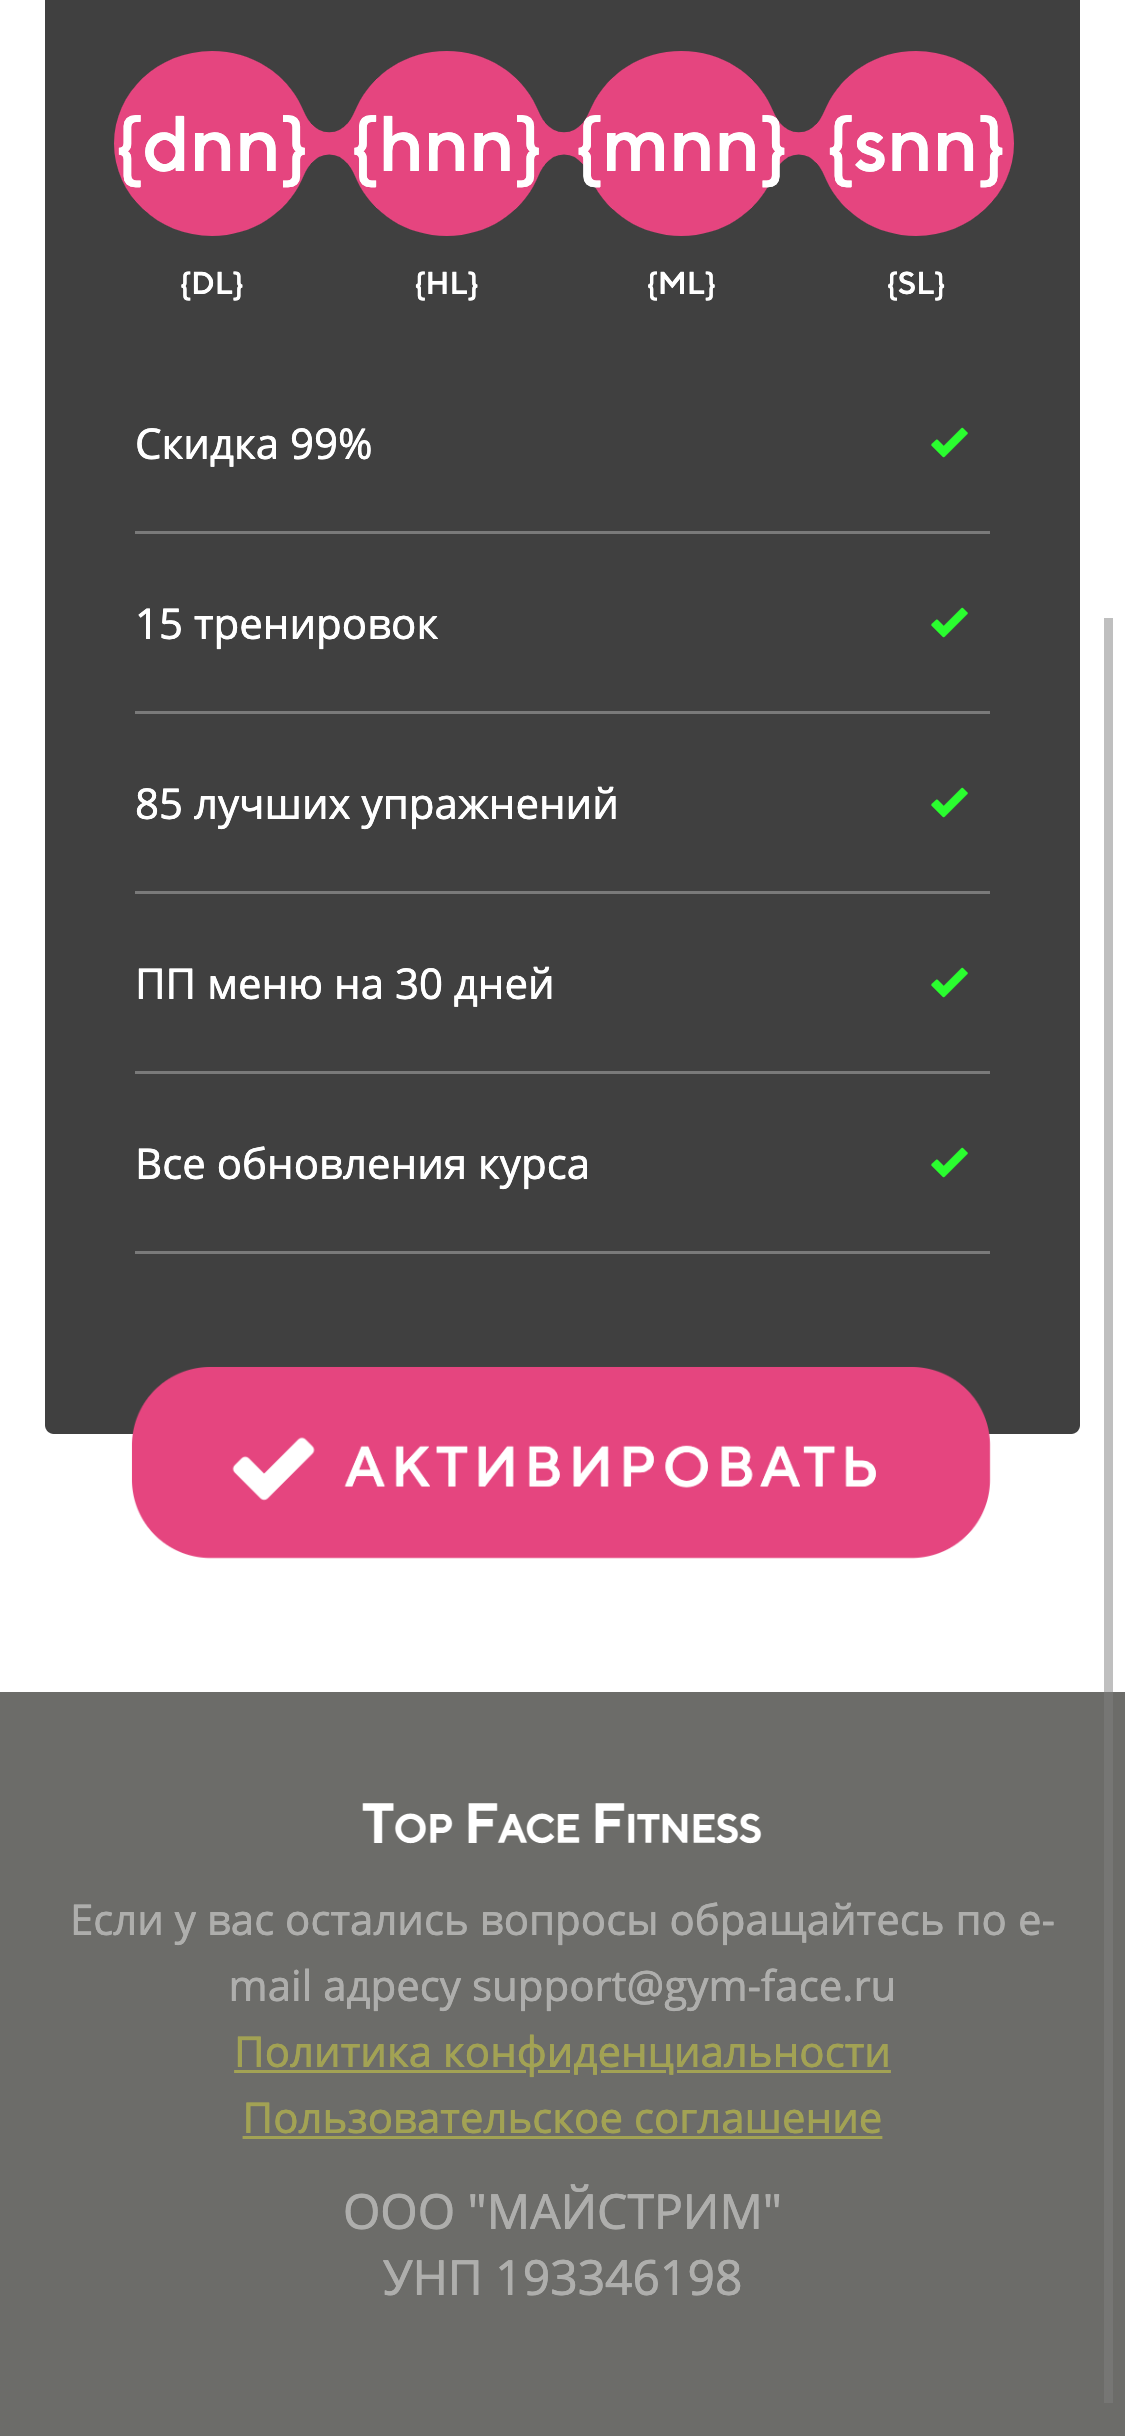 {dnn} {hnn} {mnn} {snn}
{DL} {HL} {ML} {SL}
Скидка 99%
15 тренировок
85 лучших упражнений
ПП меню на 30 дней
Все обновления курса
АКТИВИРОВАТЬ
Top Face Fitness
Если у вас остались вопросы обращайтесь по e-
mail адресу support@gym-face.ru
Политика конфиденциальности
Пользовательское соглашение
ООО "МАЙСТРИМ"
УНП 193346198